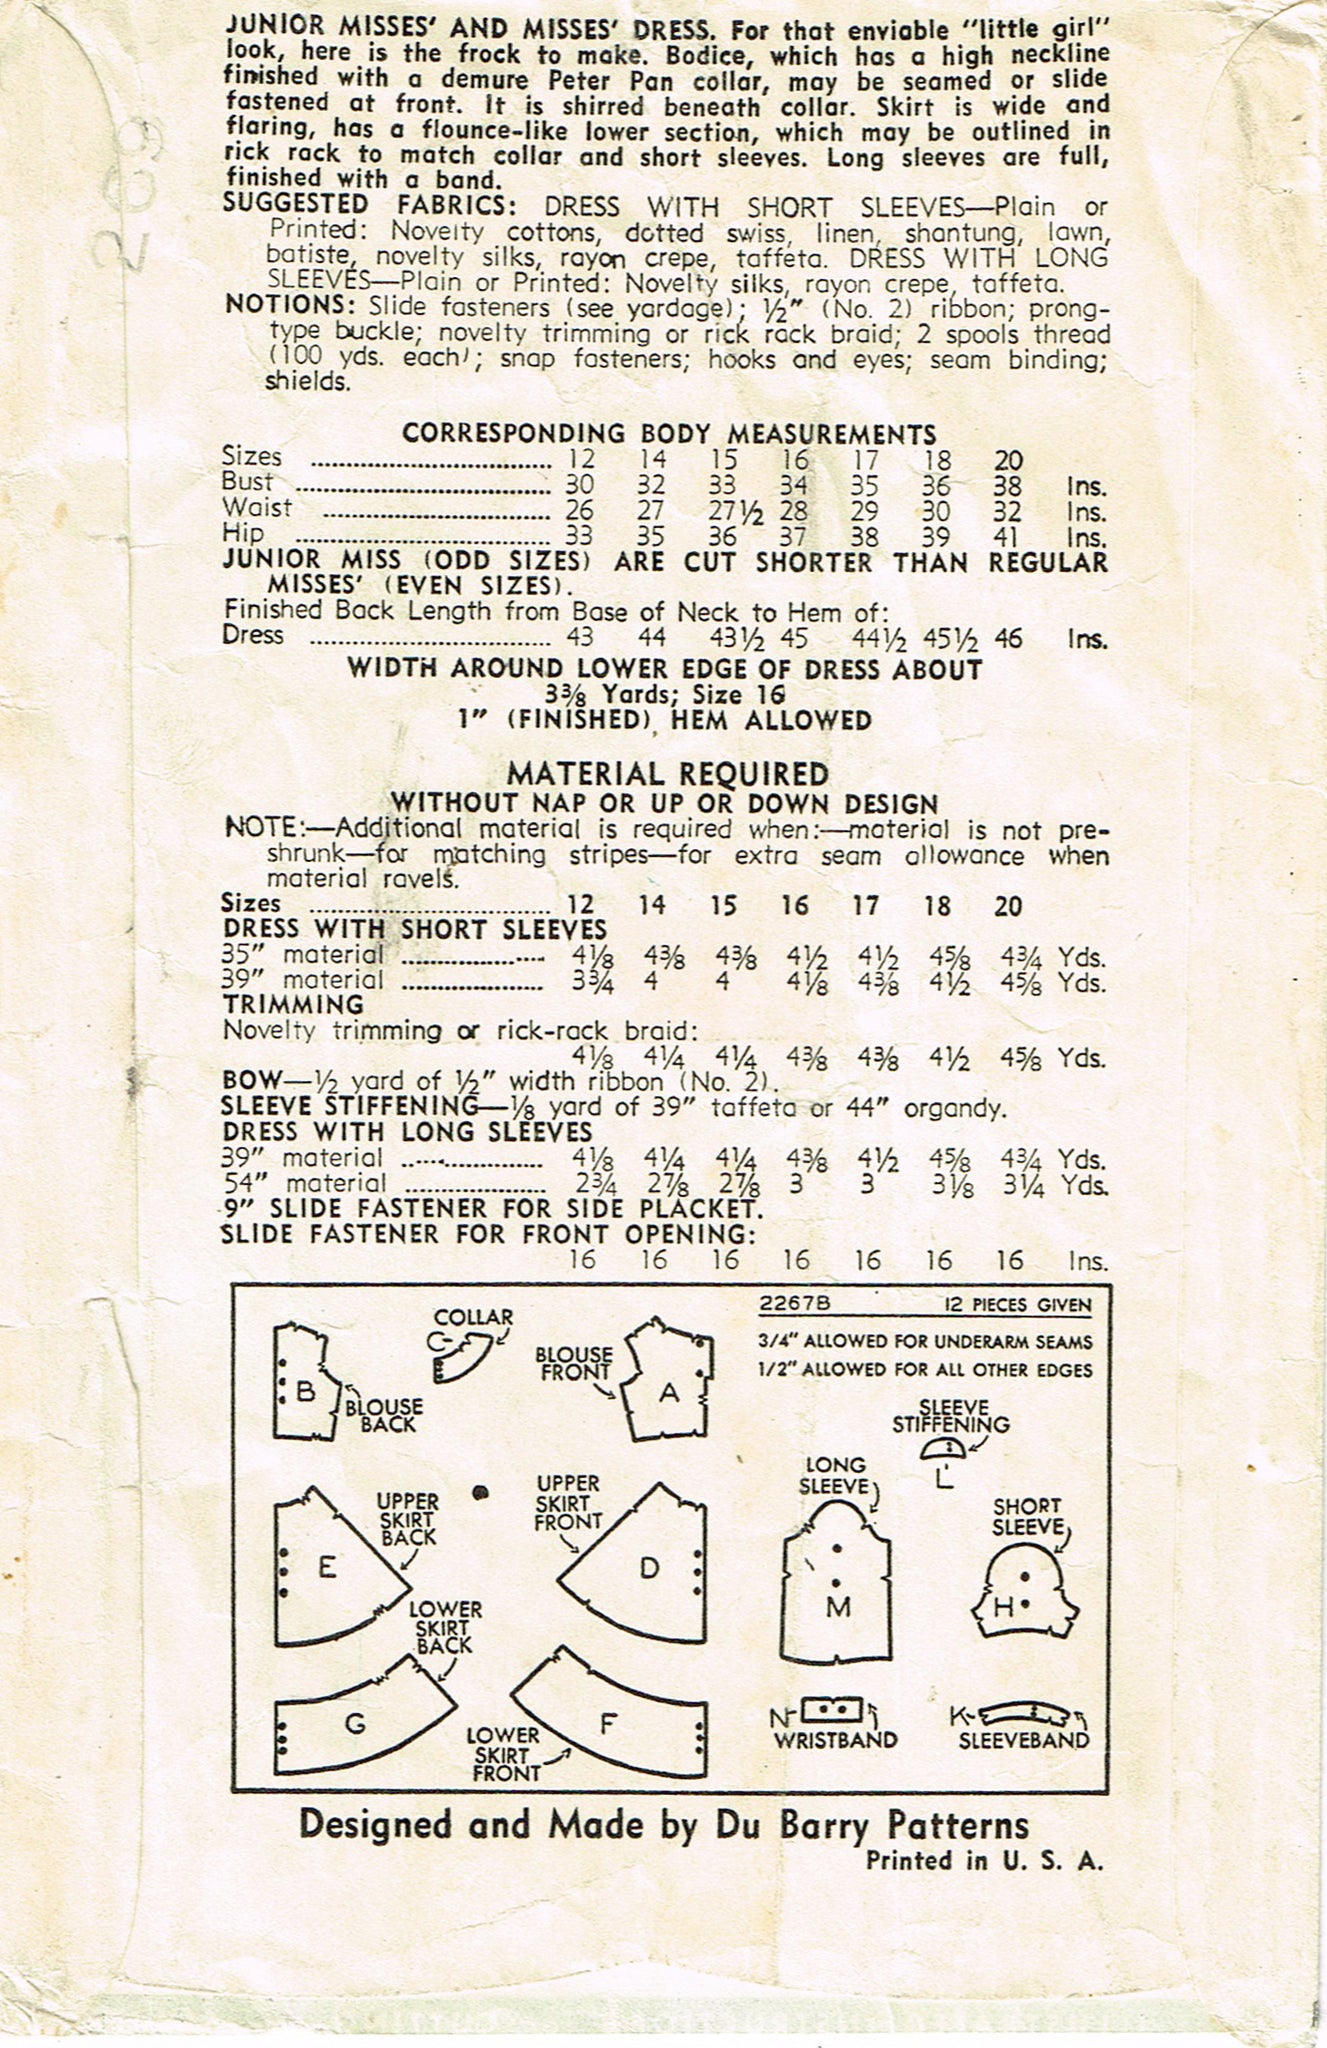 JUNIOR MISSES' AND MISSES' DRESS. For that enviable "little girl"
look, here is the frock to make. Bodice, which has a high neckline
finished with a demure Peter Pan collar, may be seamed or slide
fastened at front. It is shirred beneath collar. Skirt is wide and
flaring, has a flounce-like lower section, which may be outlined in
rick rack to match collar and short sleeves. Long sleeves are full,
finished with a band.
SUGGESTED FABRICS: DRESS WITH SHORT SLEEVES—Plain or
Printed: Novelty cottons, dotted swiss, linen, shantung, lawn,
batiste, novelty silks, rayon crepe, taffeta. DRESS WITH LONG
SLEEVES—Plain or Printed: Novelty silks, rayon crepe, taffeta.
NOTIONS: Slide fasteners (see yardage); ½" (No. 2) ribbon; prong-
type buckle; novelty trimming or rick rack braid; 2 spools thread
(100 yds. each); snap fasteners; hooks and eyes; seam binding;
shields.
269
CORRESPONDING BODY MEASUREMENTS
Sizes .................................. 12 14 15 16 17 18 20
Bust .................................... 30 32 33 34 35 36 38 Ins.
Waist ................................ 26 27 27½ 28 29 30 32 Ins.
Hip .................................... 33 35 36 37 38 39 41 Ins.
JUNIOR MISS (ODD SIZES) ARE CUT SHORTER THAN REGULAR
MISSES' (EVEN SIZES).
Finished Back Length from Base of Neck to Hem of:
Dress .................................. 43 44 43½ 45 44½ 45½ 46 Ins.
WIDTH AROUND LOWER EDGE OF DRESS ABOUT
3⅜ Yards; Size 16
1" (FINISHED) HEM ALLOWED
MATERIAL REQUIRED
WITHOUT NAP OR UP OR DOWN DESIGN
NOTE:—Additional material is required when:—material is not pre-
shrunk—for matching stripes—for extra seam allowance when
material ravels.
Sizes .................................. 12 14 15 16 17 18 20
DRESS WITH SHORT SLEEVES
35" material .................... 4⅛ 4⅜ 4⅜ 4½ 4½ 4⅝ 4¾ Yds.
39" material .................... 3¾ 4 4 4⅛ 4⅜ 4½ 4⅝ Yds.
TRIMMING
Novelty trimming or rick-rack braid:
4⅛ 4¼ 4¼ 4⅜ 4⅜ 4½ 4⅝ Yds.
BOW—½ yard of ½" width ribbon (No. 2).
SLEEVE STIFFENING—⅛ yard of 39" taffeta or 44" organdy.
DRESS WITH LONG SLEEVES
39" material .................... 4⅛ 4¼ 4¼ 4⅜ 4½ 4⅝ 4¾ Yds.
54" material .................... 2¾ 2⅞ 2⅞ 3 3 3⅛ 3¼ Yds.
9" SLIDE FASTENER FOR SIDE PLACKET.
SLIDE FASTENER FOR FRONT OPENING:
16 16 16 16 16 16 16 Ins.
2267B 12 PIECES GIVEN
3/4" ALLOWED FOR UNDERARM SEAMS
1/2" ALLOWED FOR ALL OTHER EDGES
COLLAR
C
B
BLOUSE
BACK
BLOUSE
FRONT
A
SLEEVE
STIFFENING
L
UPPER
SKIRT
BACK
E
UPPER
SKIRT
FRONT
D
LONG
SLEEVE
M
SHORT
SLEEVE
H
LOWER
SKIRT
BACK
G
LOWER
SKIRT
FRONT
F
N
WRISTBAND
K
SLEEVEBAND
Designed and Made by Du Barry Patterns
Printed in U. S. A.